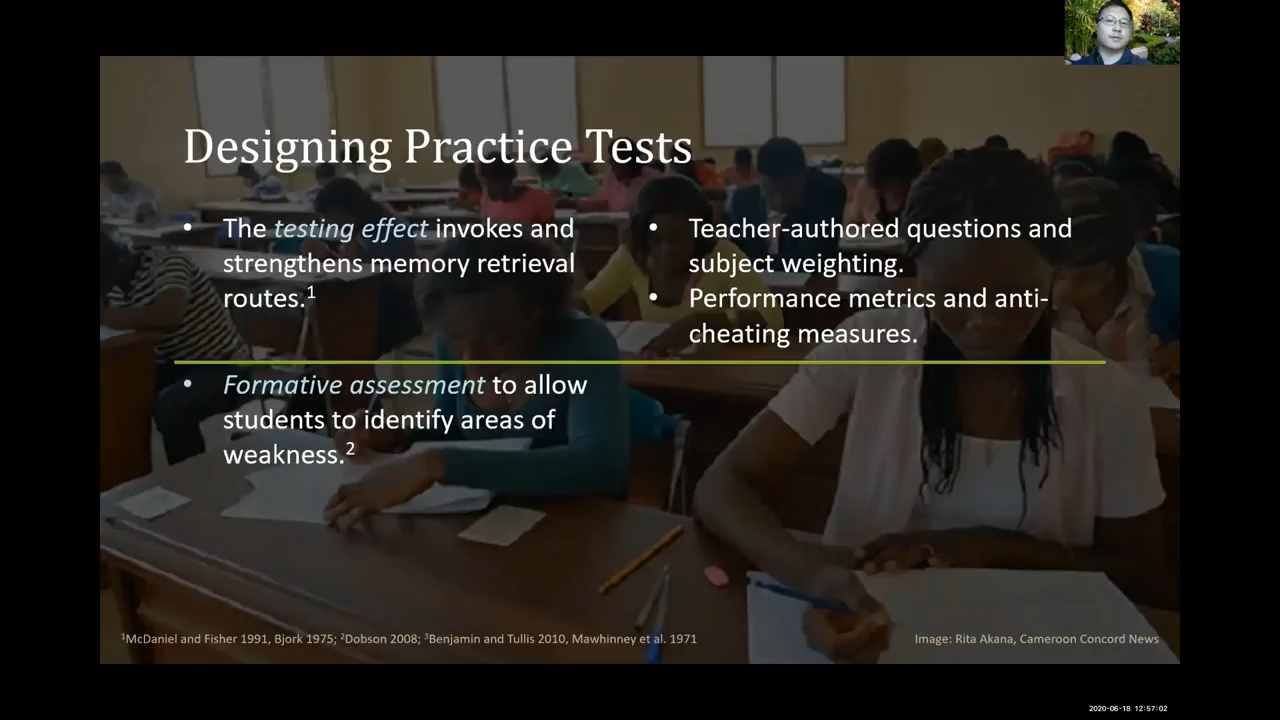 Designing Practice Tests
• The testing effect invokes and
strengthens memory retrieval
routes.1
• Formative assessment to allow
students to identify areas of
weakness.2
• Teacher-authored questions and
subject weighting.
• Performance metrics and anti-
cheating measures.
1McDaniel and Fisher 1991, Bjork 1975; 2Dobson 2008; 3Benjamin and Tullis 2010, Mawhinney et al. 1971
Image: Rita Akana, Cameroon Concord News
2020-06-18 12:57:02